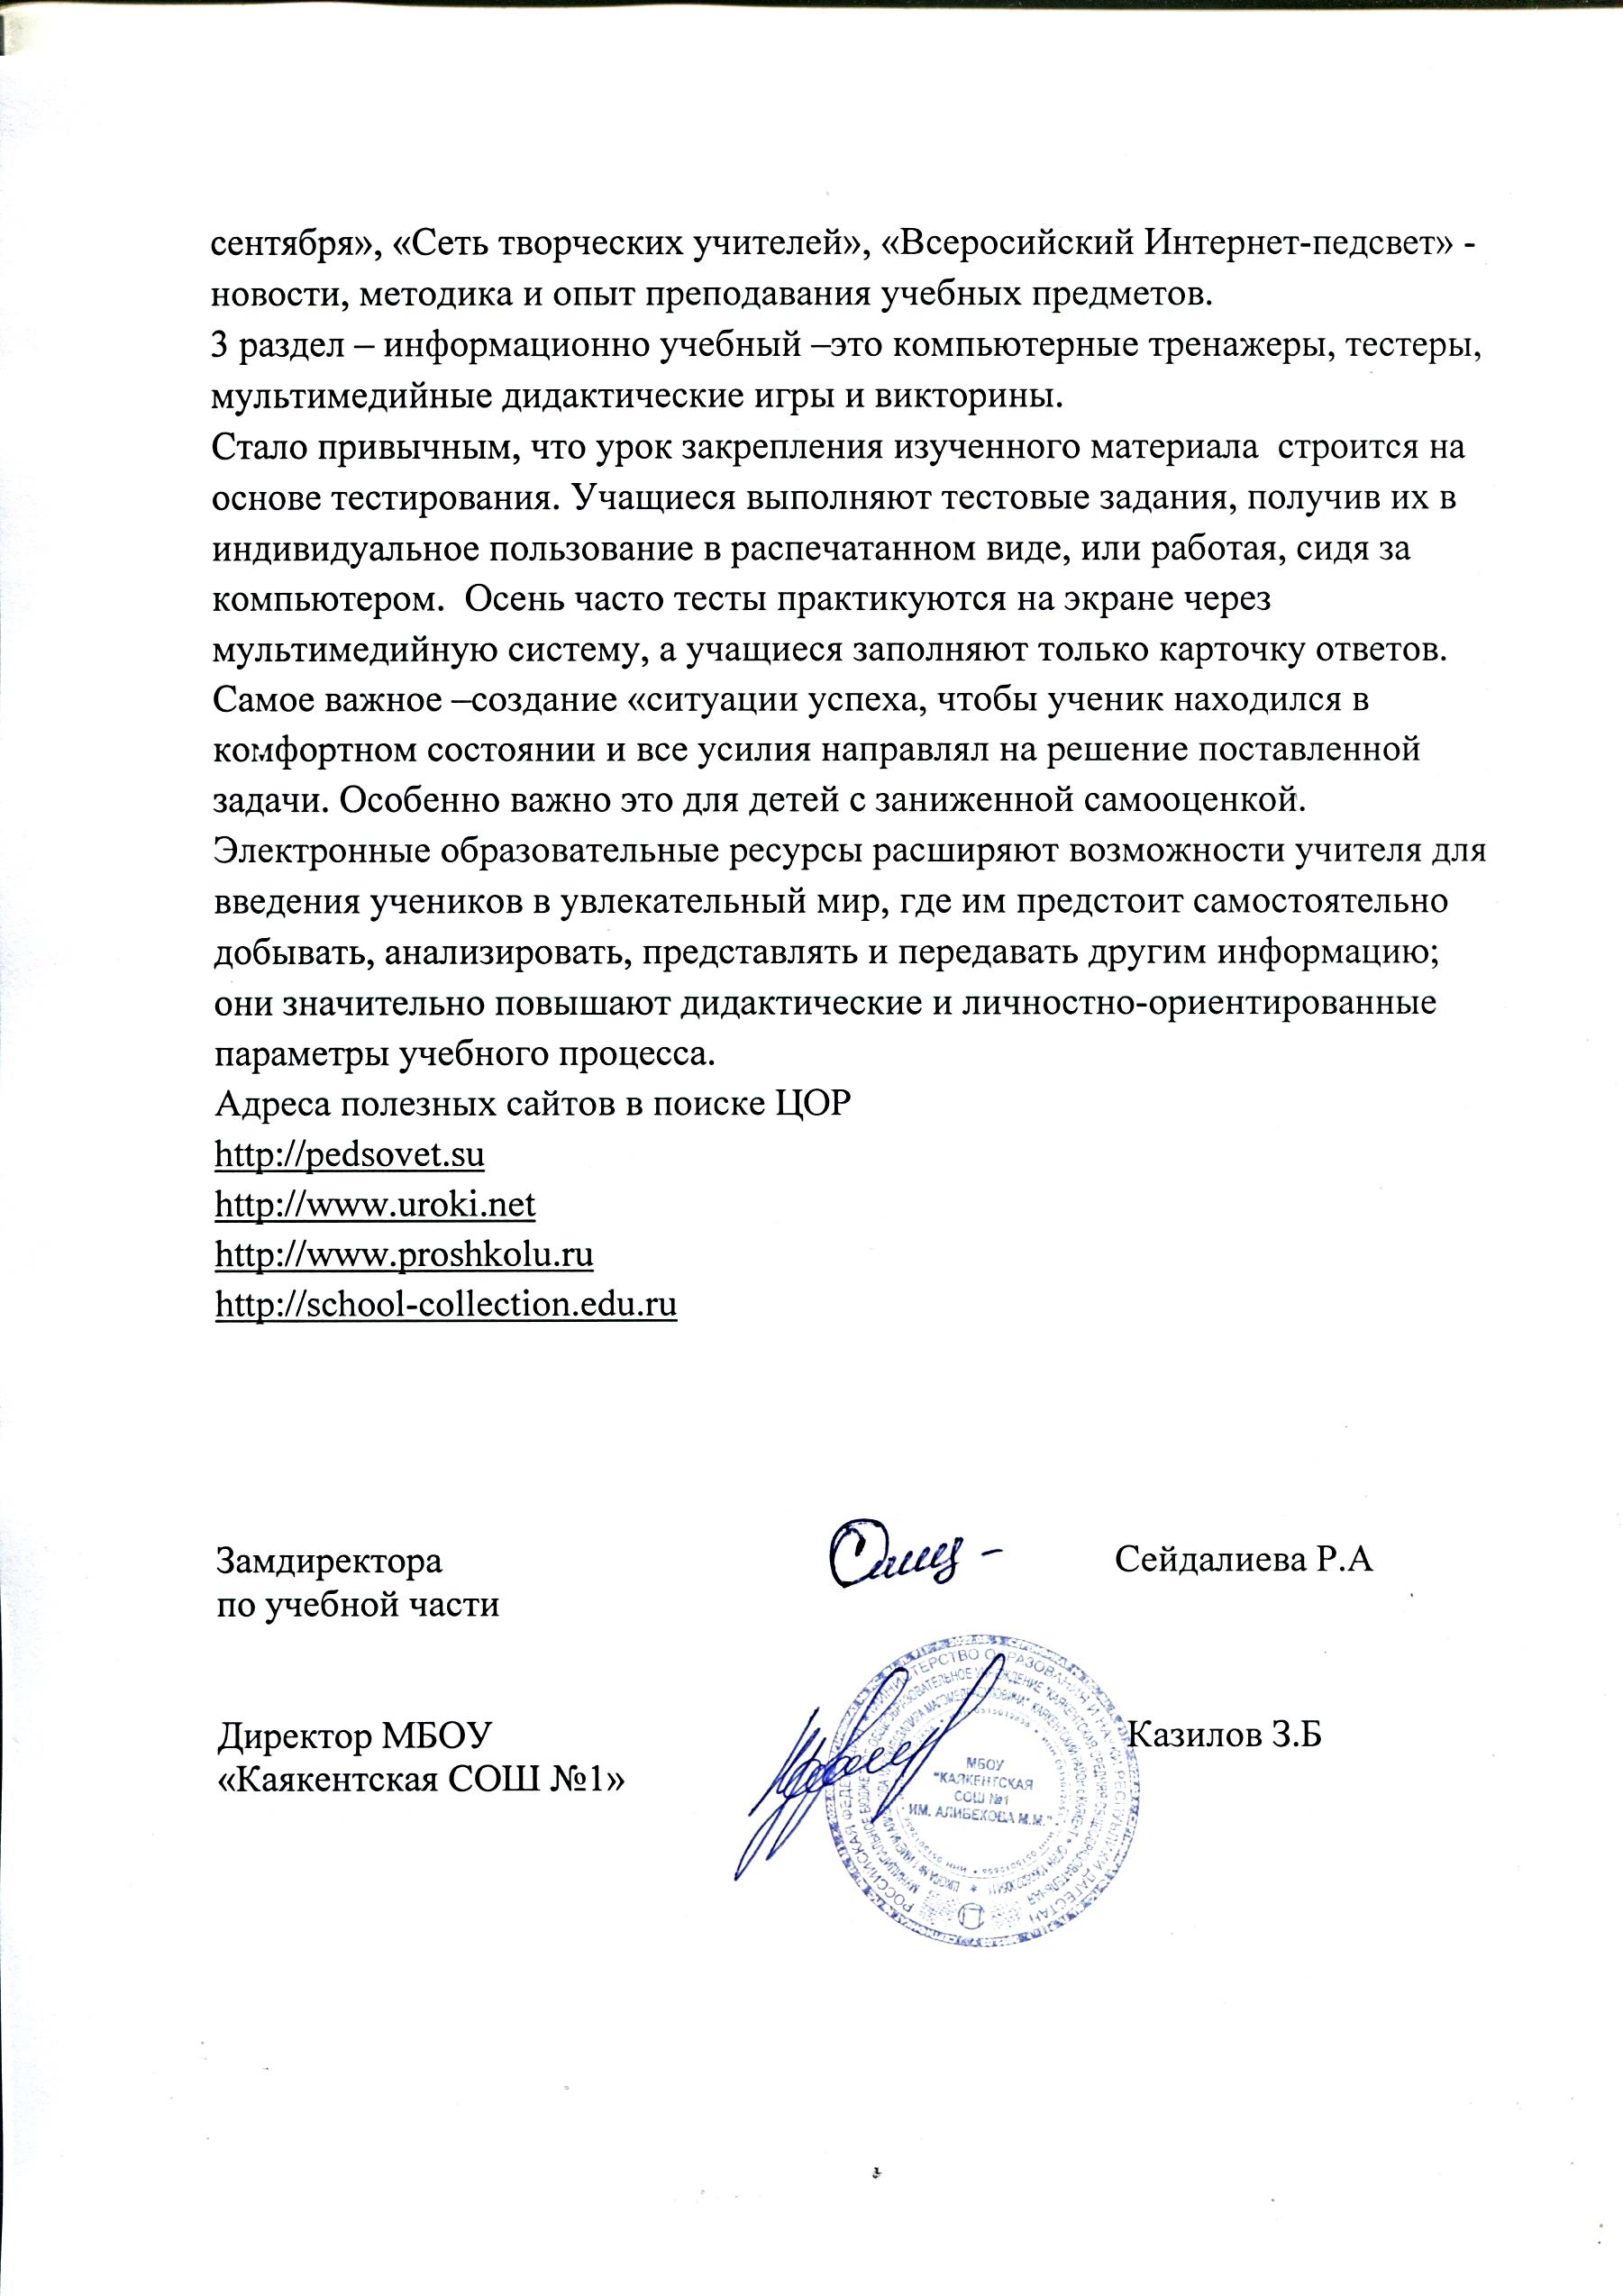 сентября», «Сеть творческих учителей», «Всеросийский Интернет-педсвет» -
новости, методика и опыт преподавания учебных предметов.
3 раздел – информационно учебный –это компьютерные тренажеры, тестеры,
мультимедийные дидактические игры и викторины.
Стало привычным, что урок закрепления изученного материала  строится на
основе тестирования. Учащиеся выполняют тестовые задания, получив их в
индивидуальное пользование в распечатанном виде, или работая, сидя за
компьютером.  Осень часто тесты практикуются на экране через
мультимедийную систему, а учащиеся заполняют только карточку ответов.
Самое важное –создание «ситуации успеха, чтобы ученик находился в
комфортном состоянии и все усилия направлял на решение поставленной
задачи. Особенно важно это для детей с заниженной самооценкой.
Электронные образовательные ресурсы расширяют возможности учителя для
введения учеников в увлекательный мир, где им предстоит самостоятельно
добывать, анализировать, представлять и передавать другим информацию;
они значительно повышают дидактические и личностно-ориентированные
параметры учебного процесса.
Адреса полезных сайтов в поиске ЦОР
http://pedsovet.su
http://www.uroki.net
http://www.proshkolu.ru
http://school-collection.edu.ru
Замдиректора
по учебной части
Сейдалиева Р.А
Директор МБОУ
«Каякентская СОШ №1»
Казилов З.Б
РОССИЙСКАЯ МИНИСТЕРСТВО ОБРАЗОВАНИЯ И НАУКИ РЕСПУБЛИКИ ДАГЕСТАН
МБОУ
"КАЯКЕНТСКАЯ
СОШ №1
ИМ. АЛИБЕКОВА М.М."